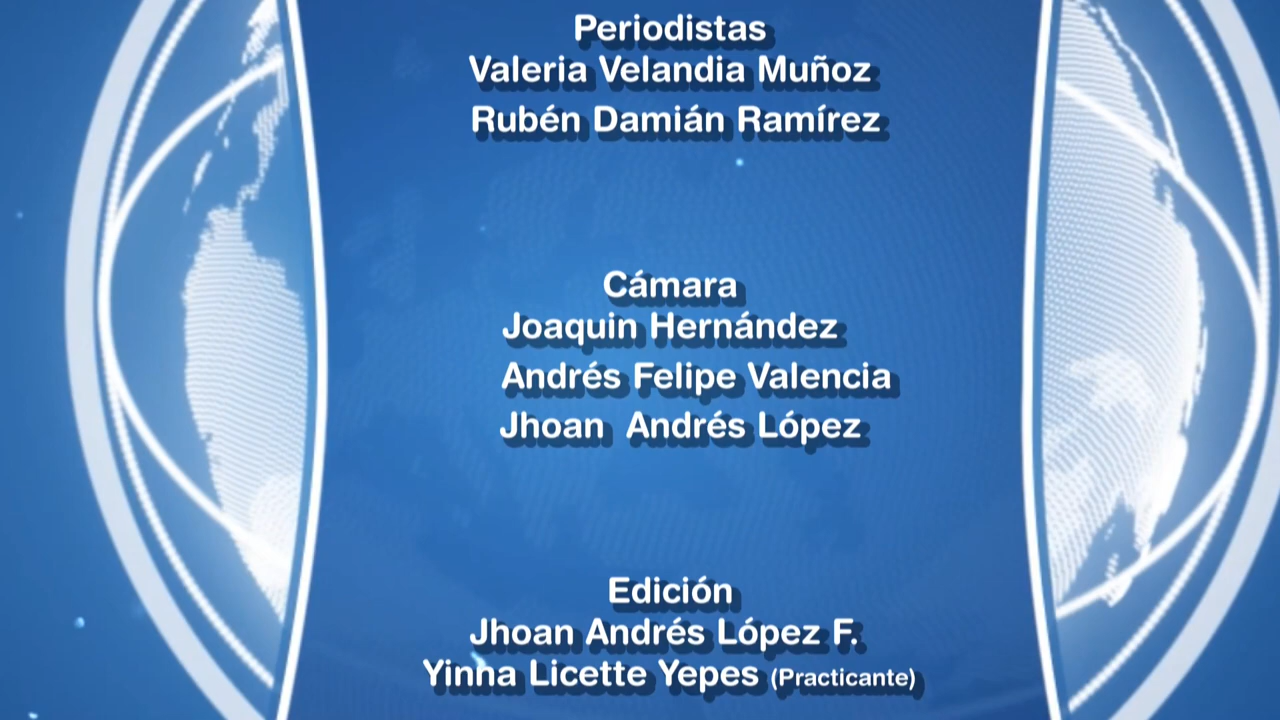 Periodistas
Valeria Velandia Muñoz
Rubén Damián Ramírez
Cámara
Joaquin Hernández
Andrés Felipe Valencia
Jhoan Andrés López
Edición
Jhoan Andrés López F.
Yinna Licette Yepes (Practicante)